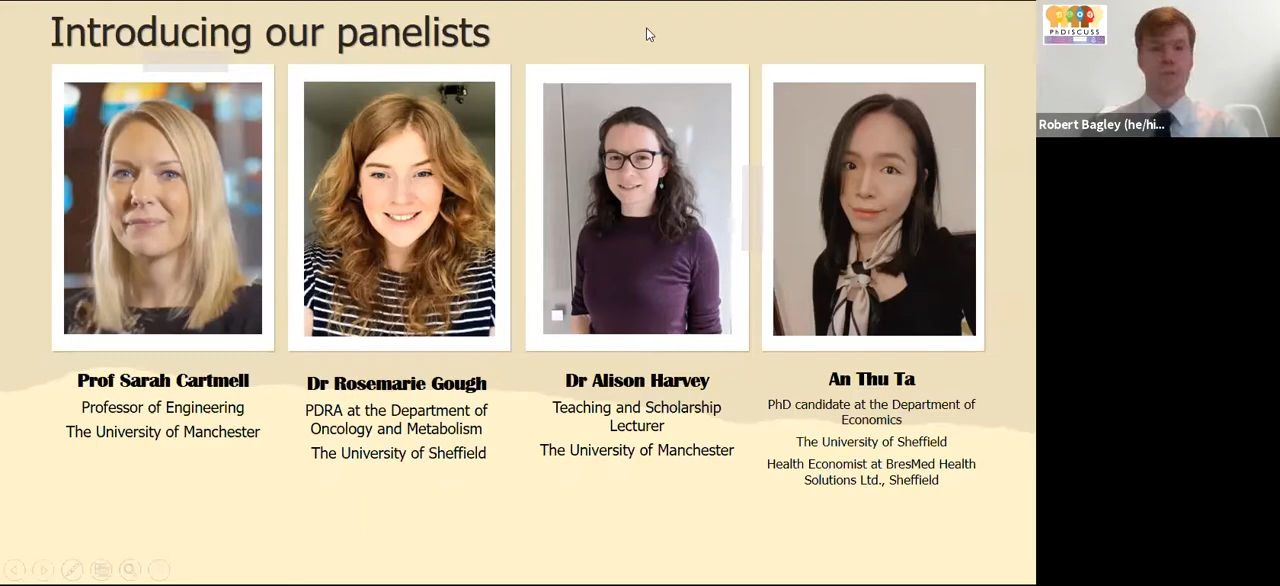 Introducing our panelists
Prof Sarah Cartmell
Professor of Engineering
The University of Manchester
Dr Rosemarie Gough
PDRA at the Department of
Oncology and Metabolism
The University of Sheffield
Dr Alison Harvey
Teaching and Scholarship
Lecturer
The University of Manchester
An Thu Ta
PhD candidate at the Department of
Economics
The University of Sheffield
Health Economist at BresMed Health
Solutions Ltd., Sheffield
PhDISCUSS
Robert Bagley (he/hi...